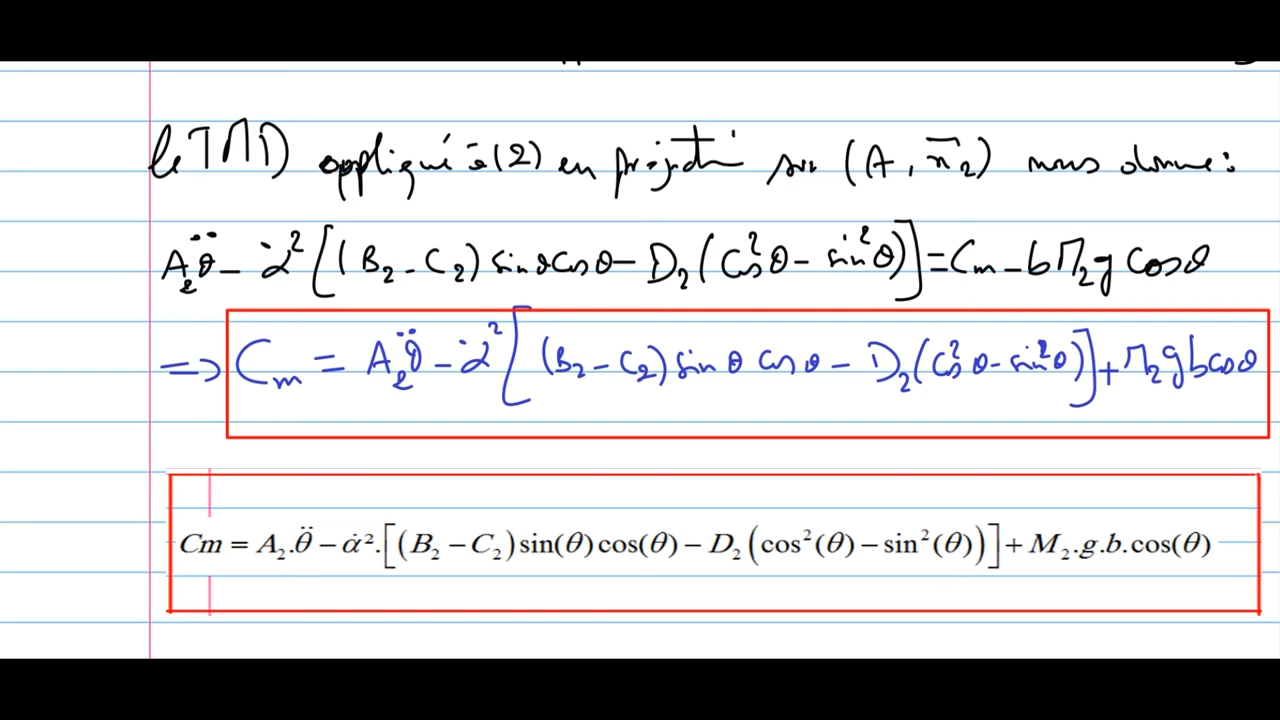 le TMD appliqué à (2) en projecti sur (A, x⃗₂) nous donne :
A₂θ̈ - α̇²[(B₂-C₂) sinθ cosθ - D₂(cos²θ - sin²θ)] = Cm - bM₂g cosθ
=> Cm = A₂θ̈ - α̇²[(B₂-C₂) sinθ cosθ - D₂(cos²θ - sin²θ)] + M₂gb cosθ
Cm = A₂.θ̈ - α̇².[(B₂-C₂)sin(θ)cos(θ) - D₂(cos²(θ) - sin²(θ))] + M₂.g.b.cos(θ)